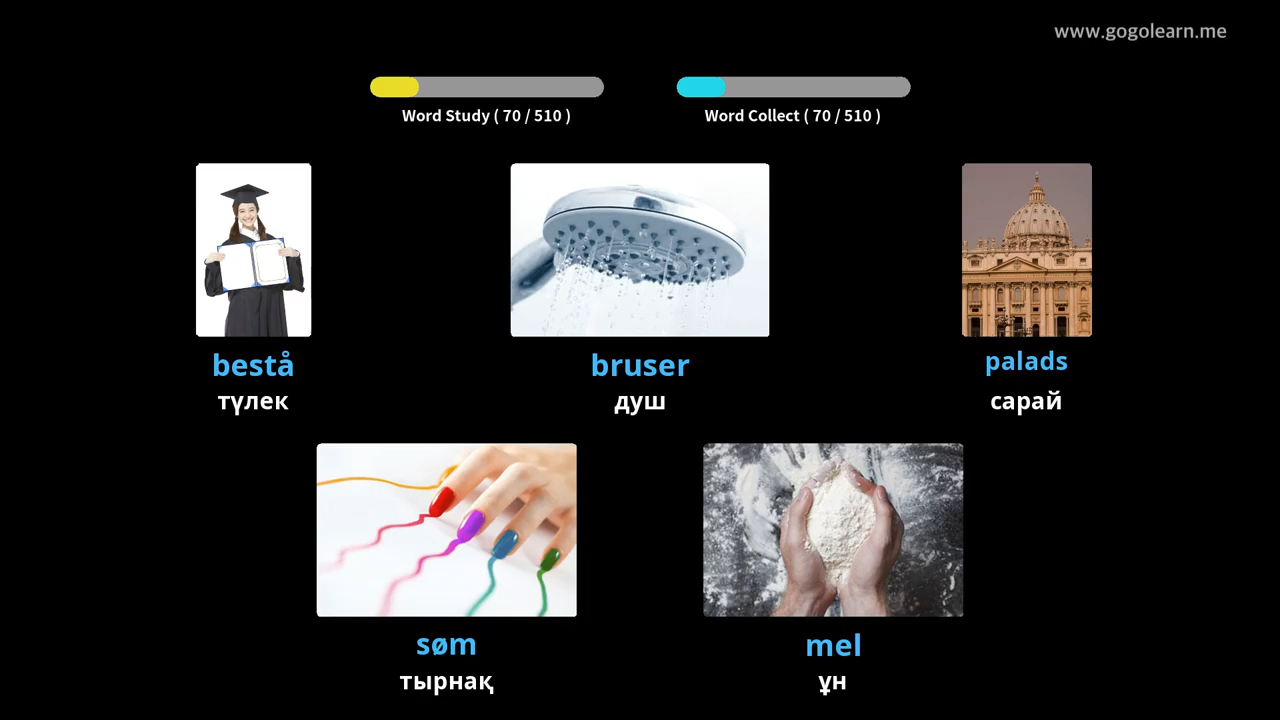 www.gogolearn.me
Word Study ( 70 / 510 )
Word Collect ( 70 / 510 )
bestå
түлек
bruser
душ
palads
сарай
søm
тырнақ
mel
ұн